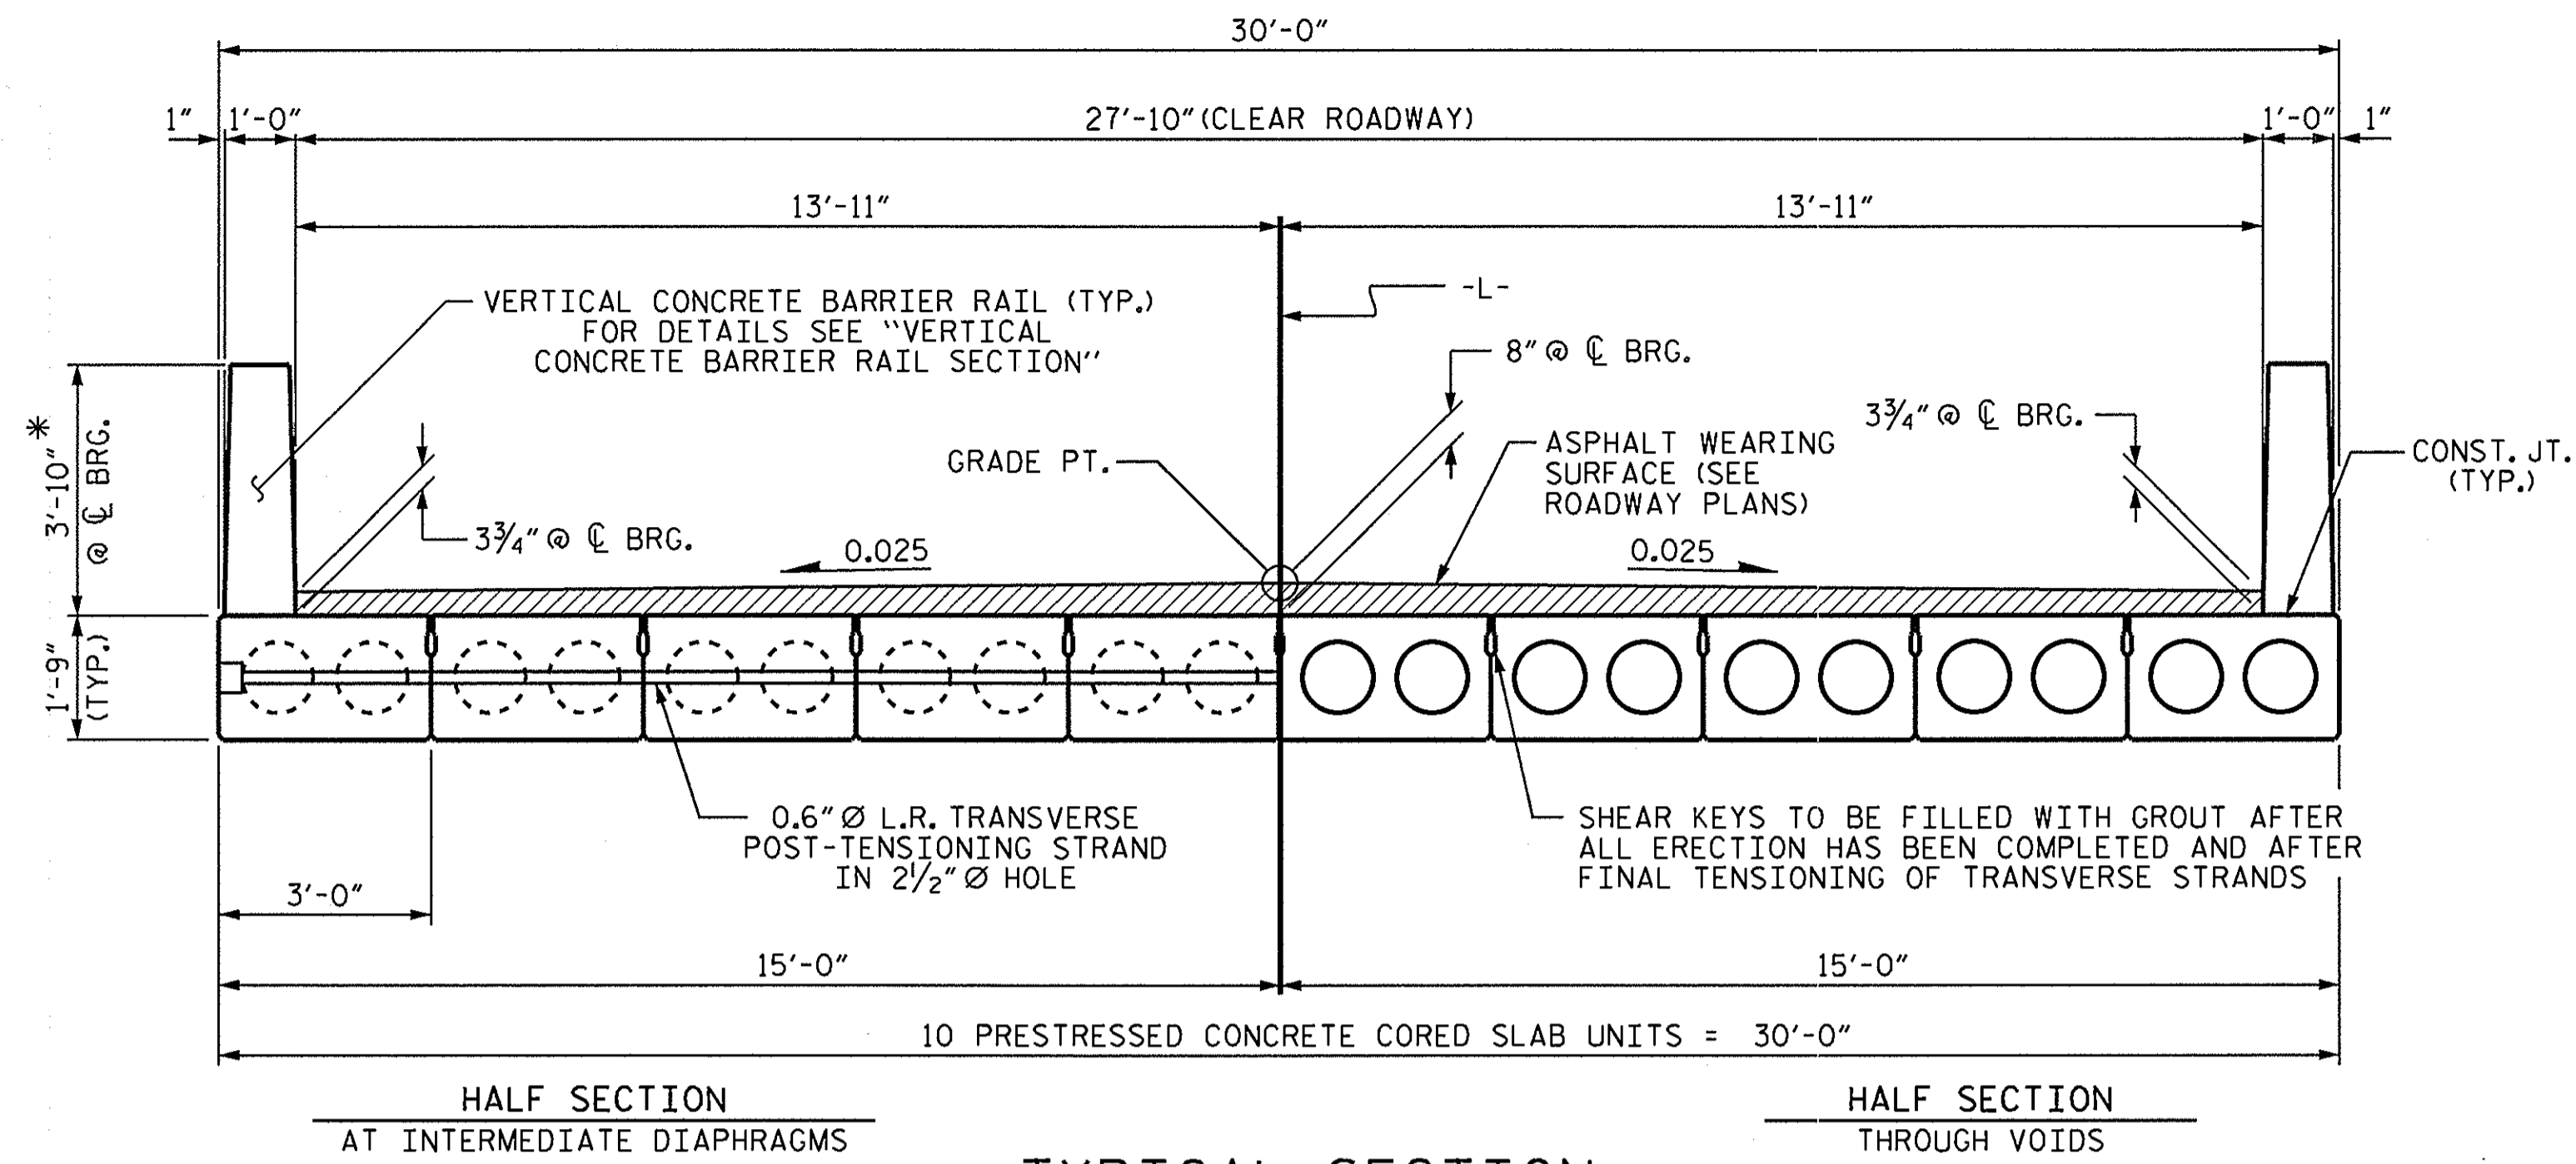 30'-0"
1" 1'-0" 27'-10" (CLEAR ROADWAY) 1'-0" 1"
13'-11" 13'-11"
VERTICAL CONCRETE BARRIER RAIL (TYP.)
FOR DETAILS SEE "VERTICAL
CONCRETE BARRIER RAIL SECTION"
-L-
8" @ ℄ BRG.
3¾" @ ℄ BRG.
ASPHALT WEARING
SURFACE (SEE
ROADWAY PLANS)
GRADE PT.
CONST. JT.
(TYP.)
3'-10" *
@ ℄ BRG.
3¾" @ ℄ BRG.
0.025 0.025
1'-9"
(TYP.)
0.6" Ø L.R. TRANSVERSE
POST-TENSIONING STRAND
IN 2½" Ø HOLE
SHEAR KEYS TO BE FILLED WITH GROUT AFTER
ALL ERECTION HAS BEEN COMPLETED AND AFTER
FINAL TENSIONING OF TRANSVERSE STRANDS
3'-0"
15'-0" 15'-0"
10 PRESTRESSED CONCRETE CORED SLAB UNITS = 30'-0"
HALF SECTION
AT INTERMEDIATE DIAPHRAGMS
HALF SECTION
THROUGH VOIDS
TYPICAL SECTION